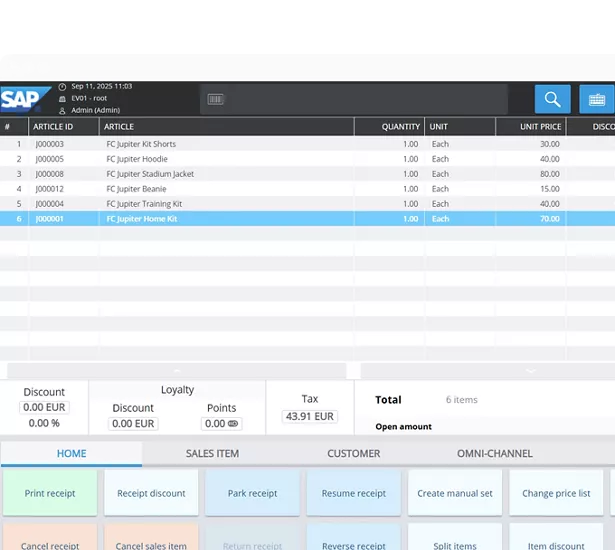 SAP
Sep 11, 2025 11:03
EV01 - root
Admin (Admin)
# ARTICLE ID ARTICLE QUANTITY UNIT UNIT PRICE DISCO
1 J000003 FC Jupiter Kit Shorts 1.00 Each 30.00
2 J000005 FC Jupiter Hoodie 1.00 Each 40.00
3 J000008 FC Jupiter Stadium Jacket 1.00 Each 80.00
4 J000012 FC Jupiter Beanie 1.00 Each 15.00
5 J000004 FC Jupiter Training Kit 1.00 Each 40.00
6 J000001 FC Jupiter Home Kit 1.00 Each 70.00
Discount
0.00 EUR
0.00 %
Loyalty
Discount Points
0.00 EUR 0.00
Tax
43.91 EUR
Total 6 items
Open amount
HOME SALES ITEM CUSTOMER OMNI-CHANNEL
Print receipt Receipt discount Park receipt Resume receipt Create manual set Change price list
Cancel receipt Cancel sales item Return receipt Reverse receipt Split items Item discount